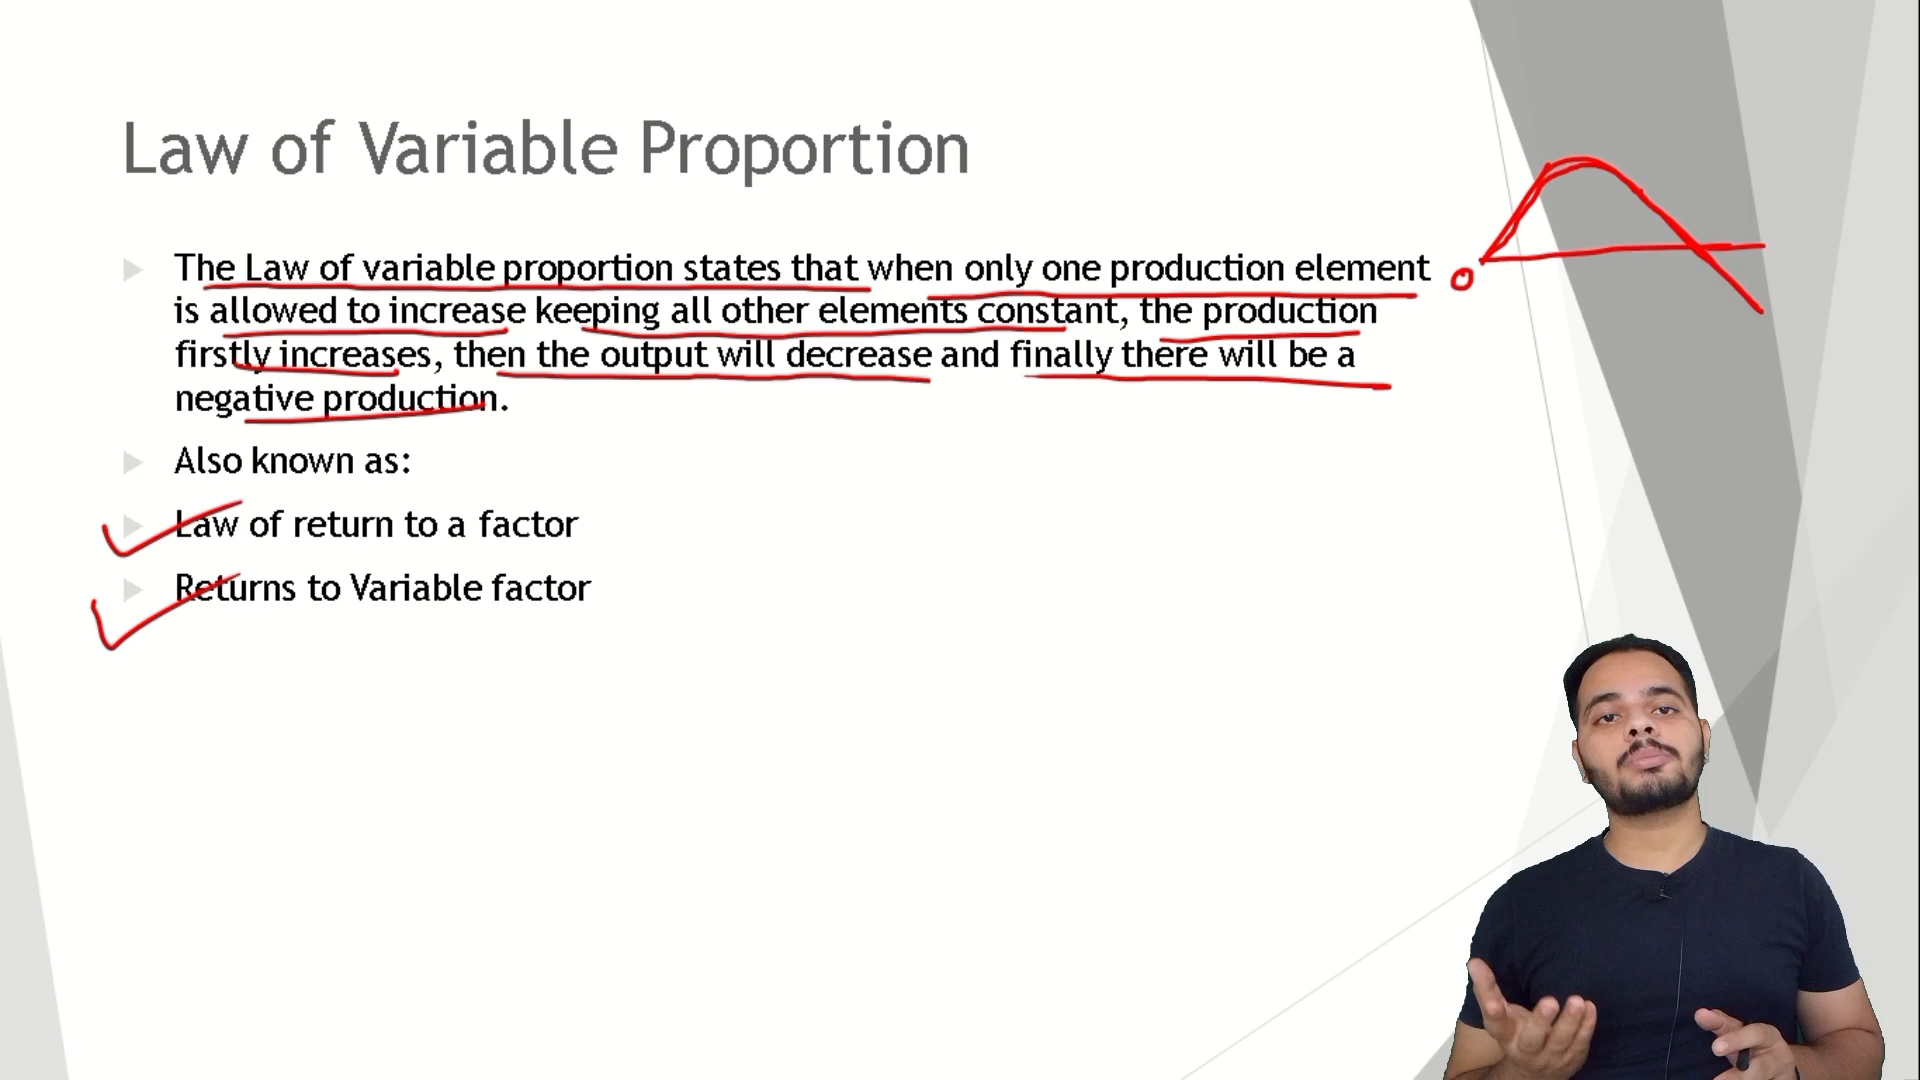 Law of Variable Proportion
The Law of variable proportion states that when only one production element
is allowed to increase keeping all other elements constant, the production
firstly increases, then the output will decrease and finally there will be a
negative production.
Also known as:
Law of return to a factor
Returns to Variable factor
0